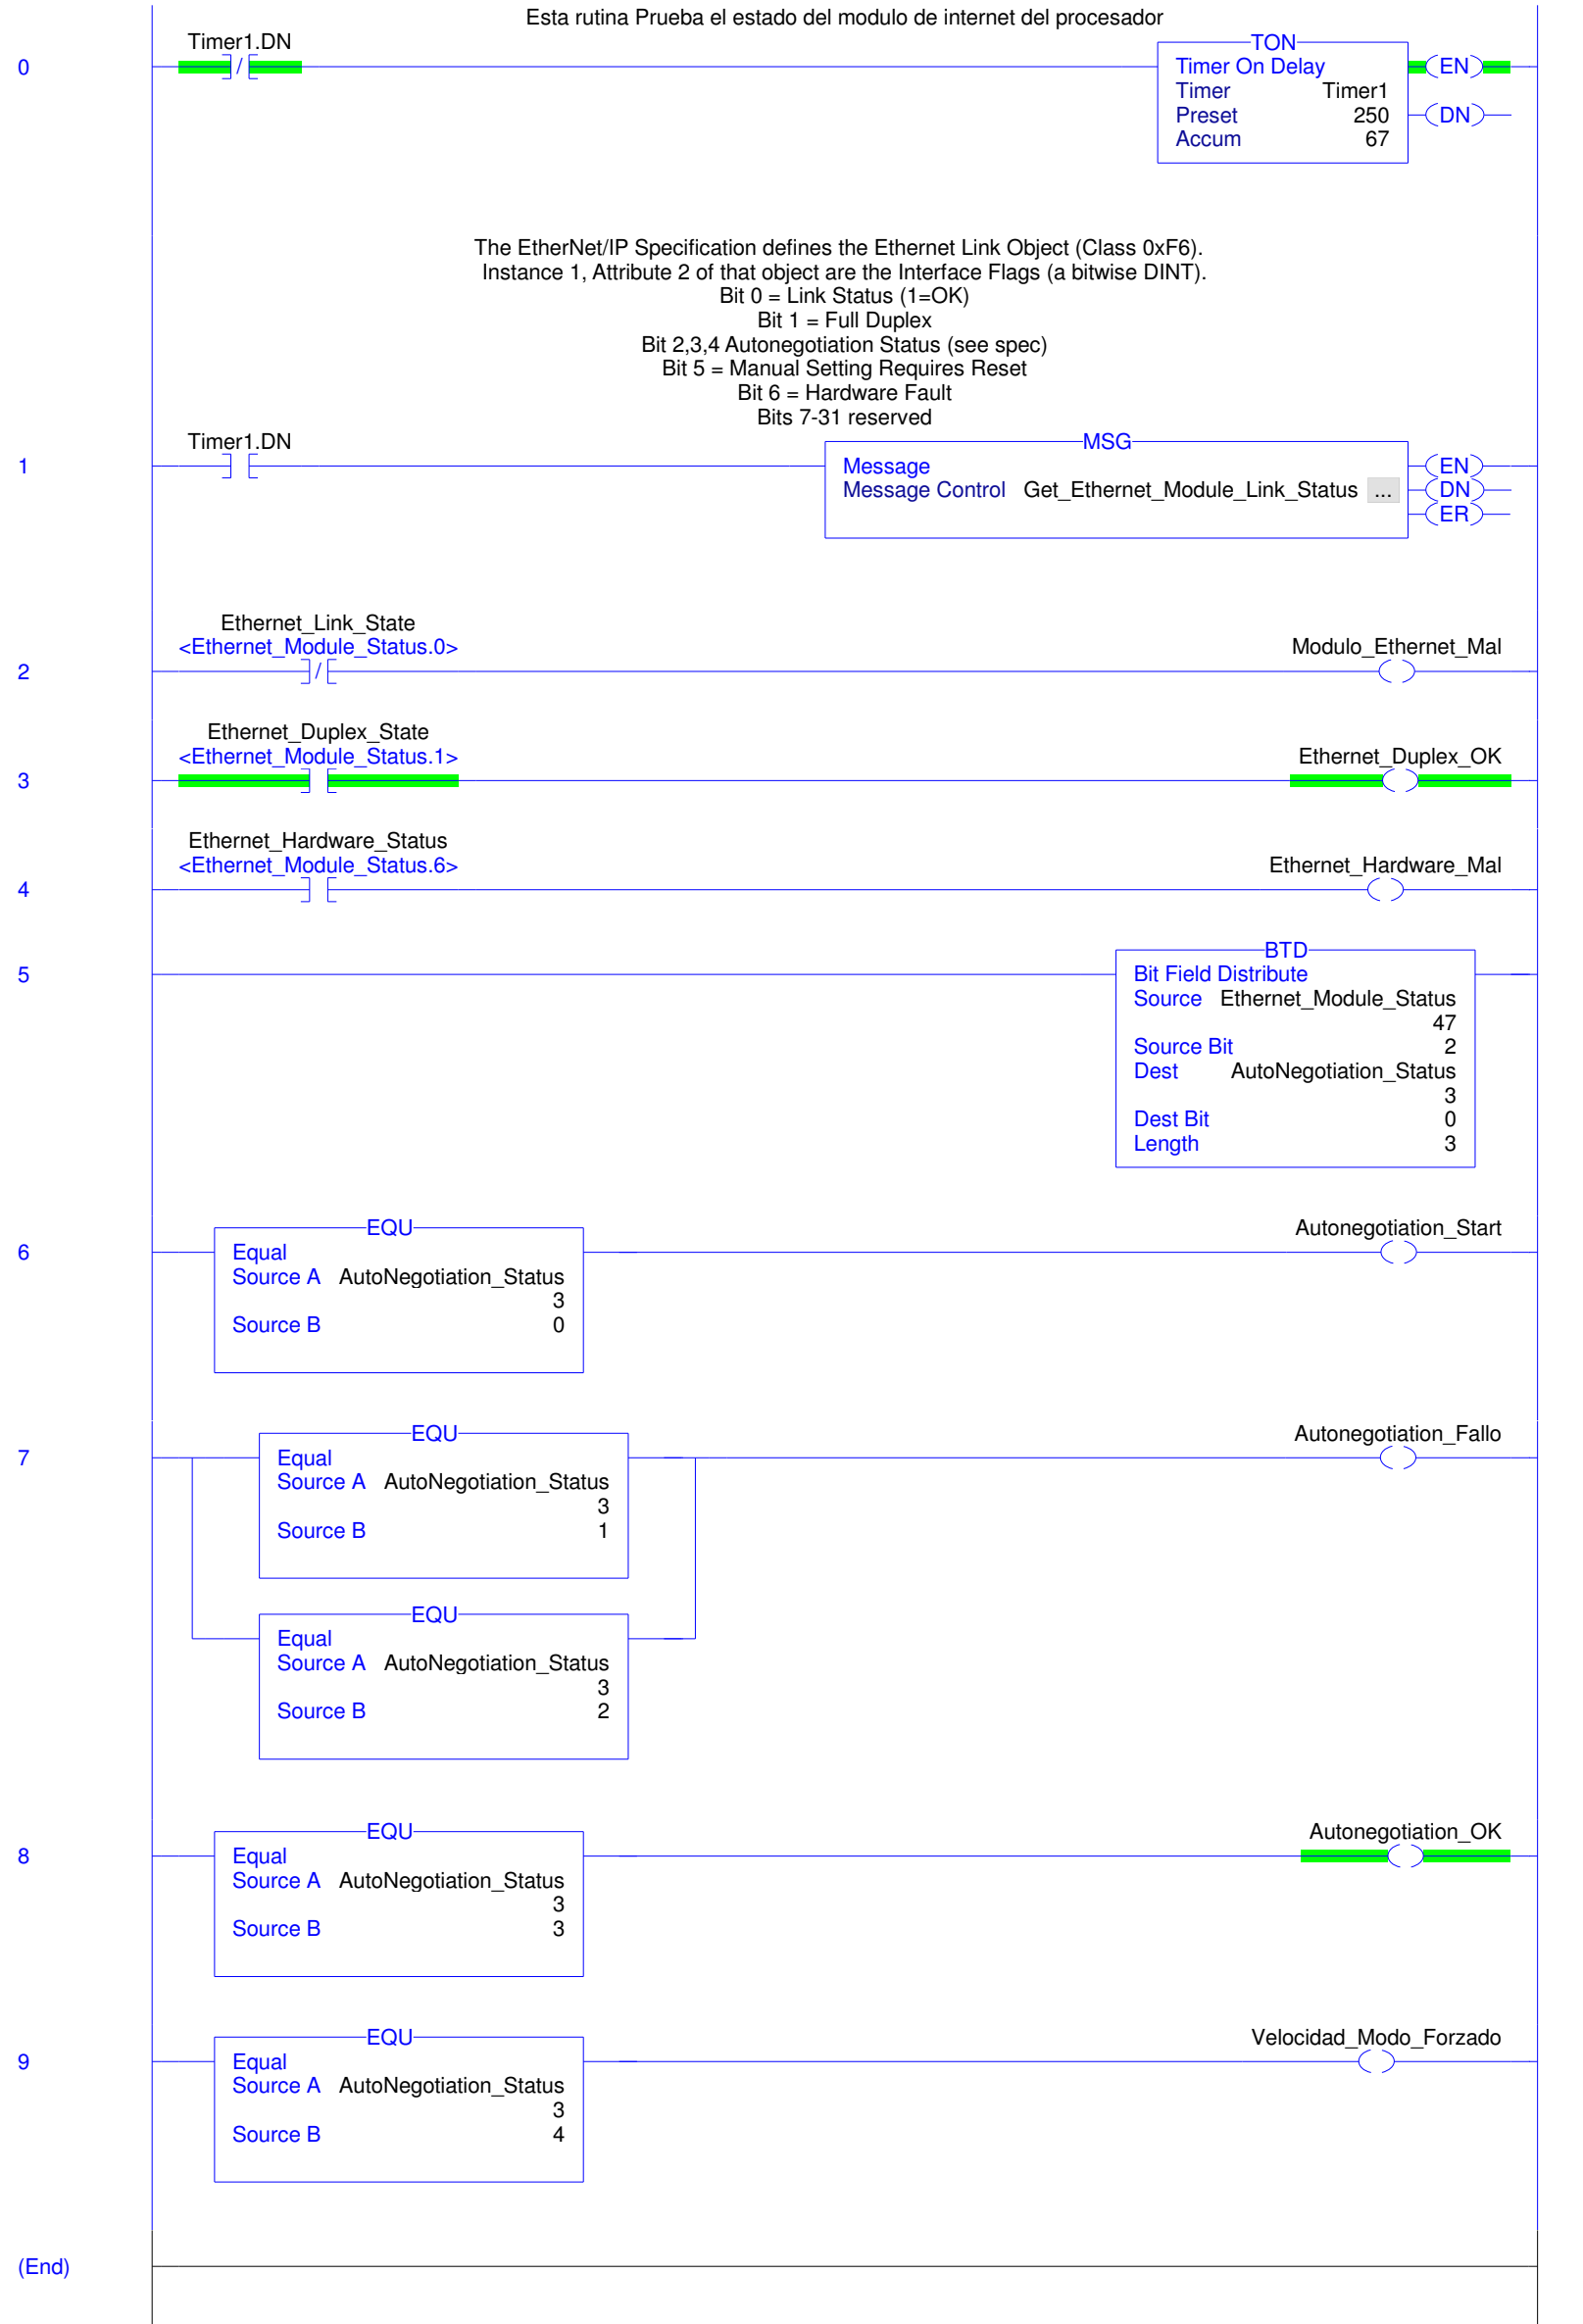 Esta rutina Prueba el estado del modulo de internet del procesador
0
Timer1.DN
/
TON
Timer On Delay
Timer Timer1
Preset 250
Accum 67
EN
DN
The EtherNet/IP Specification defines the Ethernet Link Object (Class 0xF6).
Instance 1, Attribute 2 of that object are the Interface Flags (a bitwise DINT).
Bit 0 = Link Status (1=OK)
Bit 1 = Full Duplex
Bit 2,3,4 Autonegotiation Status (see spec)
Bit 5 = Manual Setting Requires Reset
Bit 6 = Hardware Fault
Bits 7-31 reserved
1
Timer1.DN
MSG
Message
Message Control Get_Ethernet_Module_Link_Status ...
EN
DN
ER
2
Ethernet_Link_State
<Ethernet_Module_Status.0>
/
Modulo_Ethernet_Mal
3
Ethernet_Duplex_State
<Ethernet_Module_Status.1>
Ethernet_Duplex_OK
4
Ethernet_Hardware_Status
<Ethernet_Module_Status.6>
Ethernet_Hardware_Mal
5
BTD
Bit Field Distribute
Source Ethernet_Module_Status
47
Source Bit 2
Dest AutoNegotiation_Status
3
Dest Bit 0
Length 3
6
EQU
Equal
Source A AutoNegotiation_Status
3
Source B 0
Autonegotiation_Start
7
EQU
Equal
Source A AutoNegotiation_Status
3
Source B 1
Autonegotiation_Fallo
EQU
Equal
Source A AutoNegotiation_Status
3
Source B 2
8
EQU
Equal
Source A AutoNegotiation_Status
3
Source B 3
Autonegotiation_OK
9
EQU
Equal
Source A AutoNegotiation_Status
3
Source B 4
Velocidad_Modo_Forzado
(End)